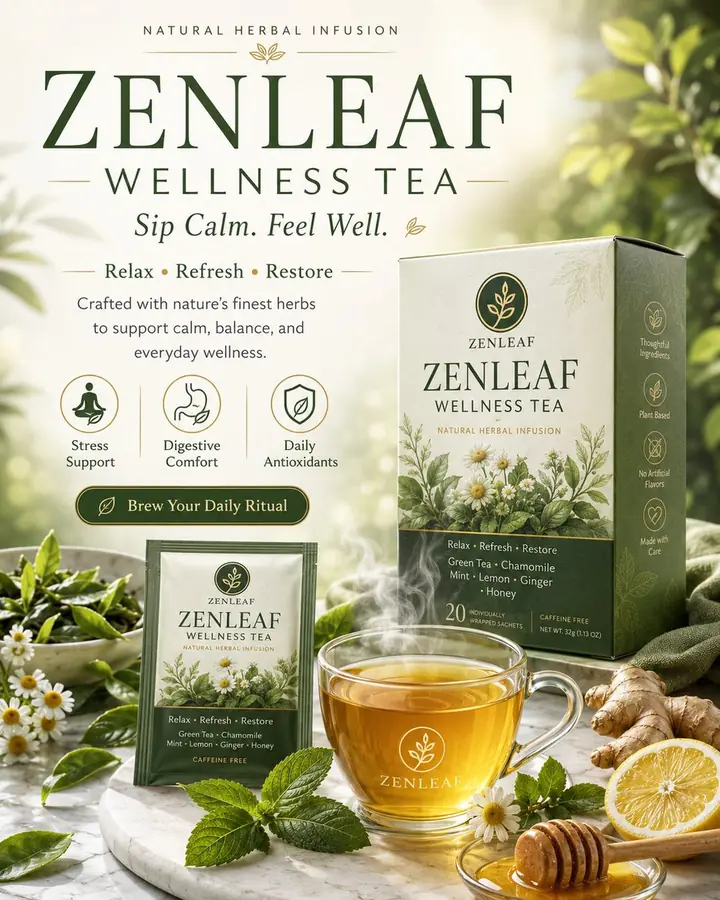 NATURAL HERBAL INFUSION
ZENLEAF
WELLNESS TEA
Sip Calm. Feel Well.
Relax • Refresh • Restore
Crafted with nature's finest herbs
to support calm, balance, and
everyday wellness.
Stress
Support
Digestive
Comfort
Daily
Antioxidants
Brew Your Daily Ritual
ZENLEAF
ZENLEAF
WELLNESS TEA
NATURAL HERBAL INFUSION
Relax • Refresh • Restore
Green Tea • Chamomile
Mint • Lemon • Ginger
• Honey
20 INDIVIDUALLY
WRAPPED SACHETS
CAFFEINE FREE
NET WT. 32g (1.13 OZ)
Thoughtful
Ingredients
Plant Based
No Artificial
Flavors
Made with
Care
ZENLEAF
ZENLEAF
WELLNESS TEA
NATURAL HERBAL INFUSION
Relax • Refresh • Restore
Green Tea • Chamomile
Mint • Lemon • Ginger • Honey
CAFFEINE FREE
ZENLEAF